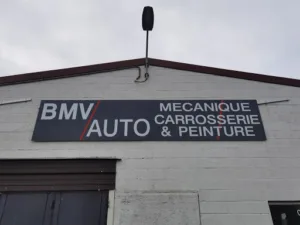 BMV/
/AUTO
MECANIQUE
CARROSSERIE
& PEINTURE